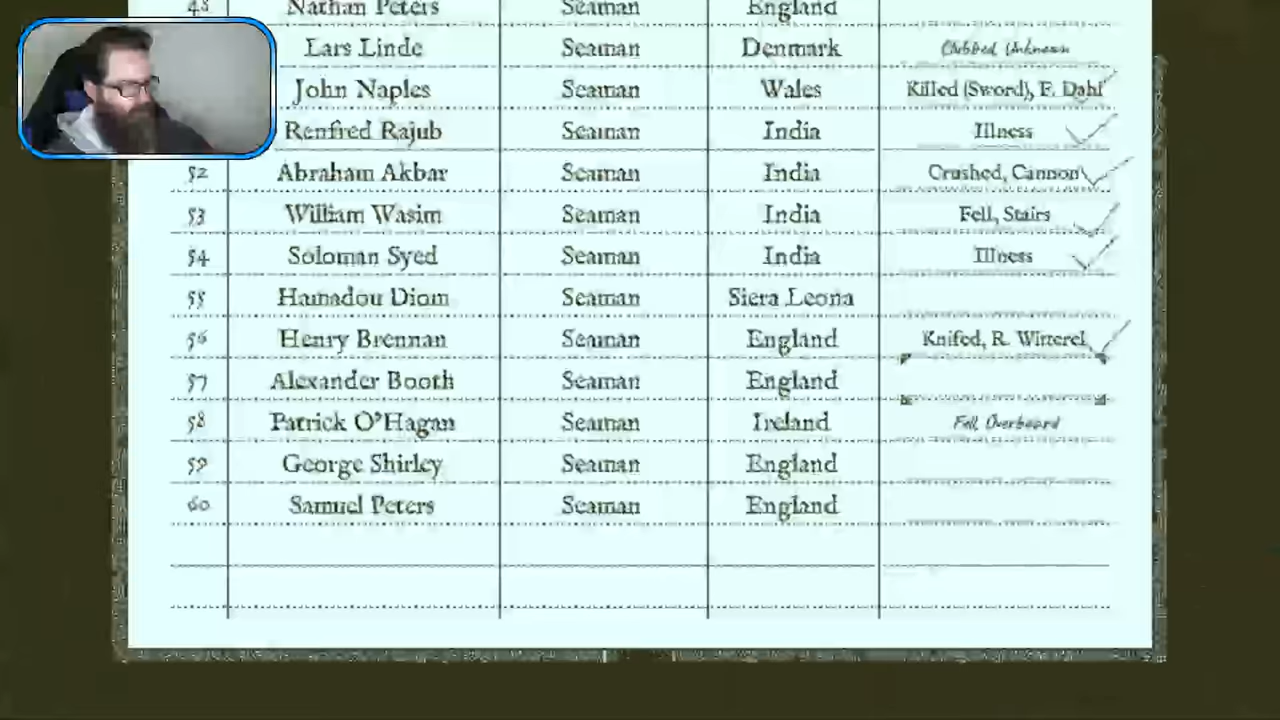 48 Nathan Peters Seaman England
Lars Linde Seaman Denmark Clubbed, Unknown
John Naples Seaman Wales Killed (Sword), F. Dahl
Renfred Rajub Seaman India Illness
52 Abraham Akbar Seaman India Crushed, Cannon
53 William Wasim Seaman India Fell, Stairs
54 Soloman Syed Seaman India Illness
55 Hamadou Diom Seaman Siera Leona
56 Henry Brennan Seaman England Knifed, R. Witterel
57 Alexander Booth Seaman England
58 Patrick O'Hagan Seaman Ireland Fell Overboard
59 George Shirley Seaman England
60 Samuel Peters Seaman England